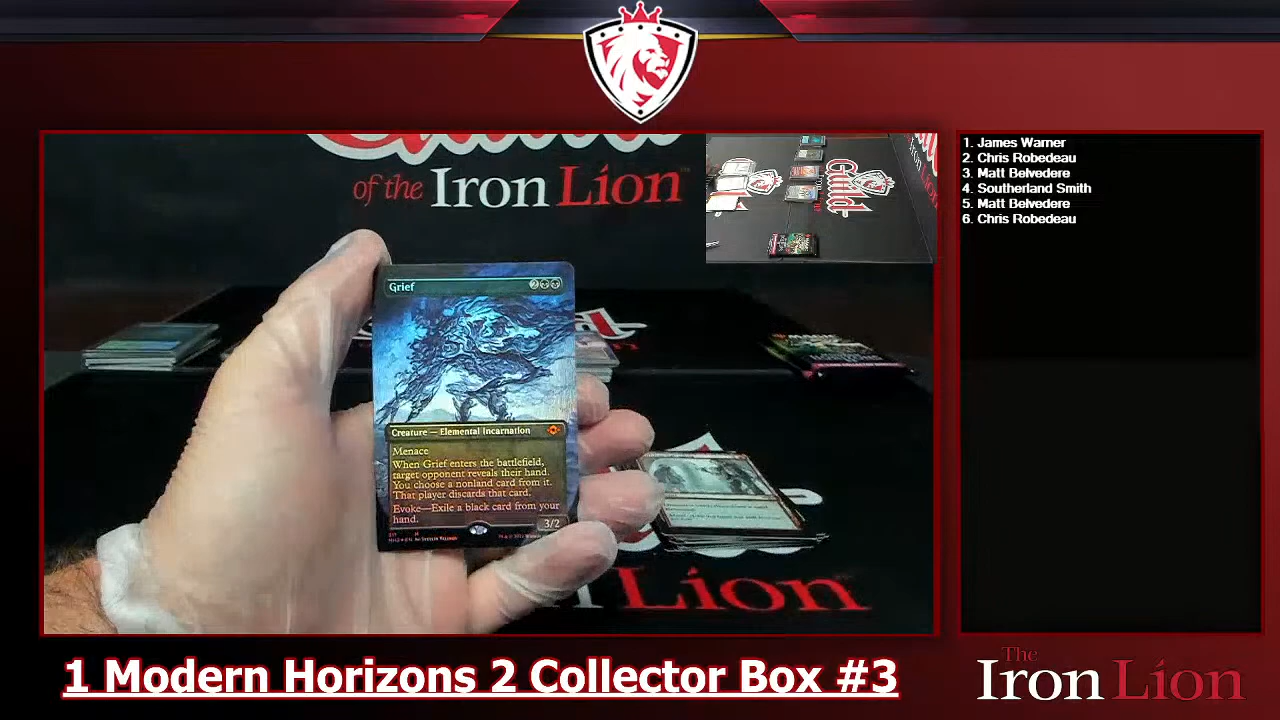 of the Iron Lion
Grief
2
Creature — Elemental Incarnation
Menace
When Grief enters the battlefield,
target opponent reveals their hand.
You choose a nonland card from it.
That player discards that card.
Evoke—Exile a black card from your
hand.
3/2
Guild
Lion
1. James Warner
2. Chris Robedeau
3. Matt Belvedere
4. Southerland Smith
5. Matt Belvedere
6. Chris Robedeau
1 Modern Horizons 2 Collector Box #3
The
Iron Lion